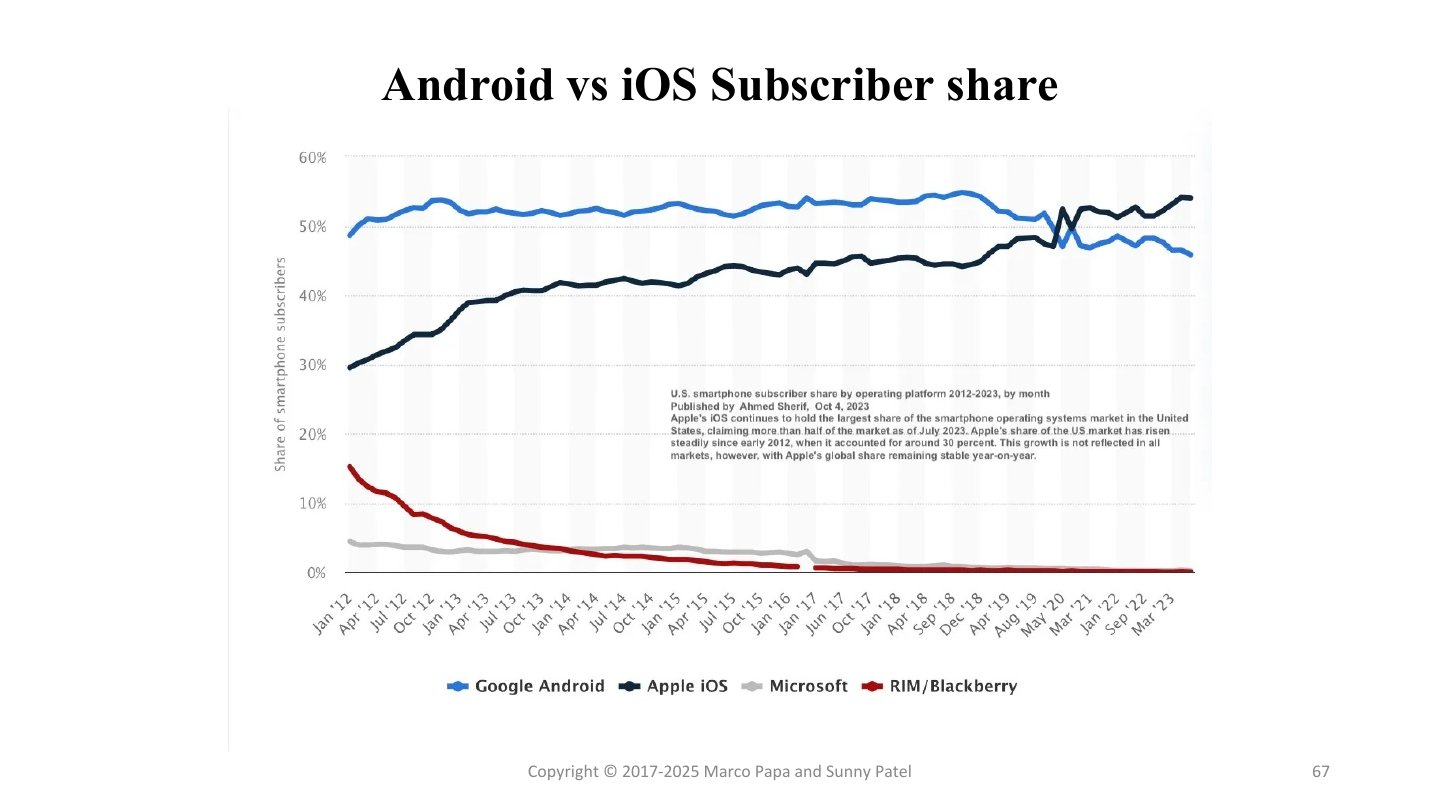 Android vs iOS Subscriber share
60%
50%
40%
30%
20%
10%
0%
Share of smartphone subscribers
U.S. smartphone subscriber share by operating platform 2012-2023, by month
Published by Ahmed Sherif, Oct 4, 2023
Apple's iOS continues to hold the largest share of the smartphone operating systems market in the United
States, claiming more than half of the market as of July 2023. Apple's share of the US market has risen
steadily since early 2012, when it accounted for around 30 percent. This growth is not reflected in all
markets, however, with Apple's global share remaining stable year-on-year.
Jan '12
Apr '12
Jul '12
Oct '12
Jan '13
Apr '13
Jul '13
Oct '13
Jan '14
Apr '14
Jul '14
Oct '14
Jan '15
Apr '15
Jul '15
Oct '15
Jan '16
Jan '17
Jun '17
Oct '17
Jan '18
Apr '18
Sep '18
Dec '18
Apr '19
Aug '19
May '20
Mar '21
Jan '22
Sep '22
Mar '23
Google Android
Apple iOS
Microsoft
RIM/Blackberry
Copyright © 2017-2025 Marco Papa and Sunny Patel
67